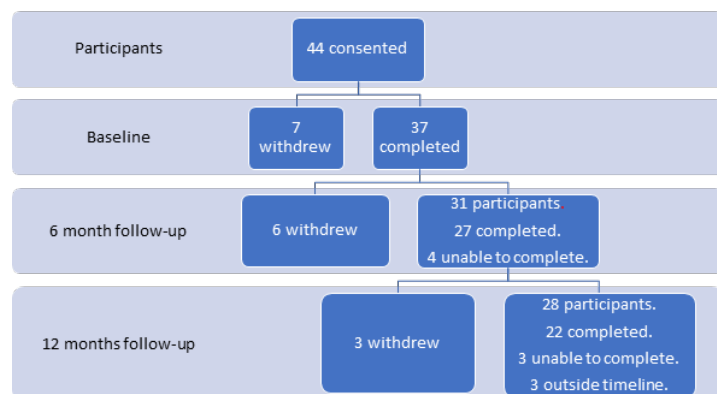 Participants
44 consented
Baseline
7
withdrew
37
completed
6 month follow-up
6 withdrew
31 participants.
27 completed.
4 unable to complete.
12 months follow-up
3 withdrew
28 participants.
22 completed.
3 unable to complete.
3 outside timeline.